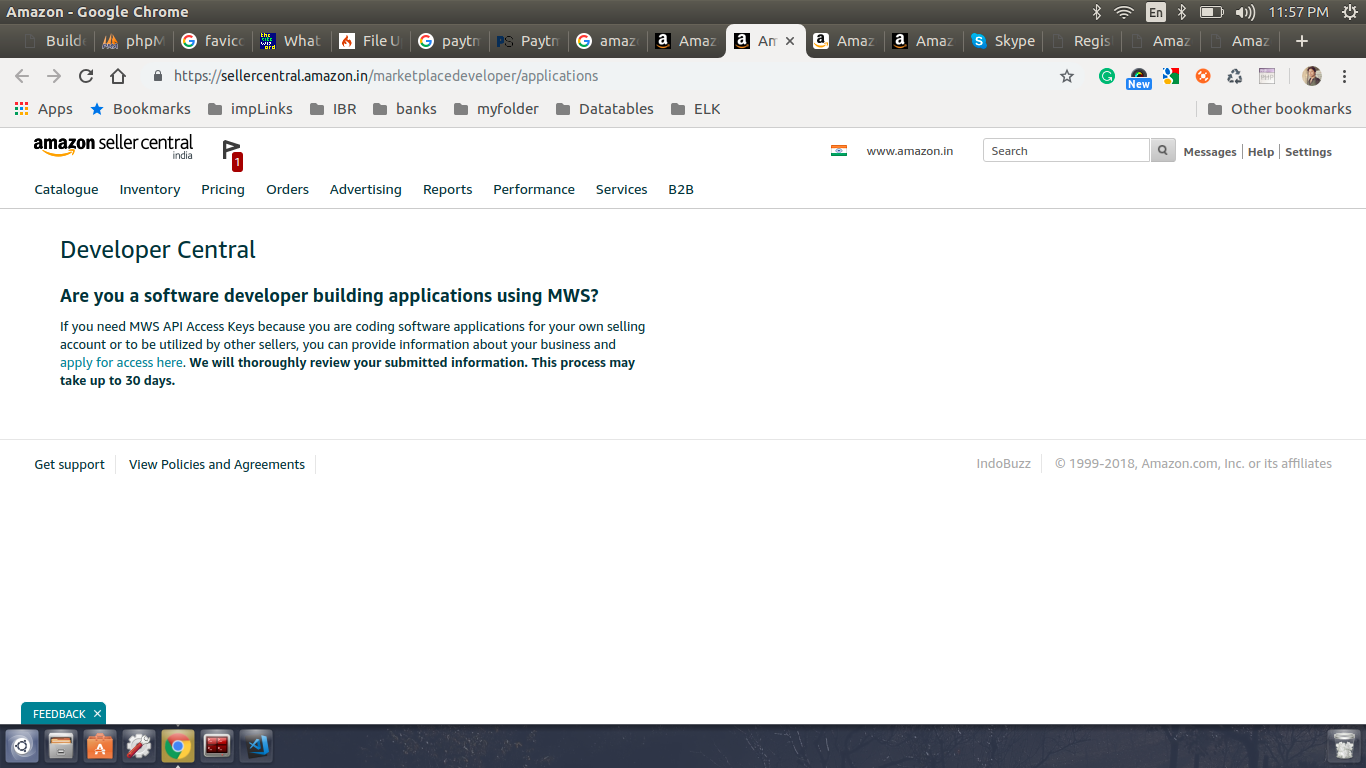 Amazon - Google Chrome
En
11:57 PM
Build
phpM
favico
What
File U
paytn
PS
Paytm
amaz
Amaz
Am
Amaz
Amaz
Skype
Regis
Amaz
Amaz
https://sellercentral.amazon.in/marketplacedeveloper/applications
New
Apps
Bookmarks
impLinks
IBR
banks
myfolder
Datatables
ELK
Other bookmarks
amazon seller central
india
1
www.amazon.in
Search
Messages
Help
Settings
Catalogue
Inventory
Pricing
Orders
Advertising
Reports
Performance
Services
B2B
Developer Central
Are you a software developer building applications using MWS?
If you need MWS API Access Keys because you are coding software applications for your own selling
account or to be utilized by other sellers, you can provide information about your business and
apply for access here. We will thoroughly review your submitted information. This process may
take up to 30 days.
Get support
View Policies and Agreements
IndoBuzz
© 1999-2018, Amazon.com, Inc. or its affiliates
FEEDBACK